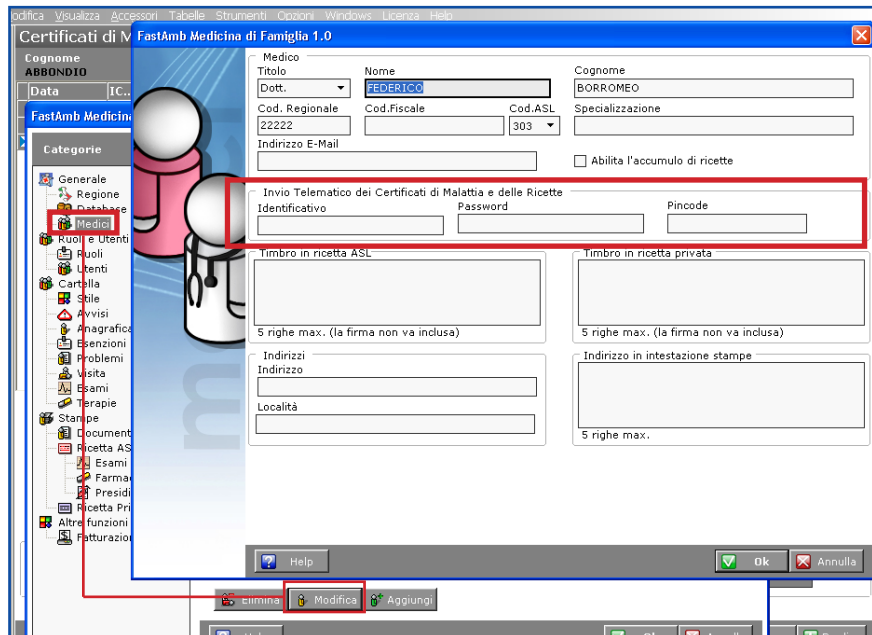 odifica Visualizza Accessori Tabelle Strumenti Opzioni Windows Licenza Help
Certificati di M
Cognome
ABBONDIO
Data IC..
FastAmb Medicina
Categorie
Generale
Regione
Database
Medici
Ruoli e Utenti
Ruoli
Utenti
Cartella
Stile
Avvisi
Anagrafica
Esenzioni
Problemi
Visita
Esami
Terapie
Stampe
Document
Ricetta AS
Esami
Farmac
Presidi
Ricetta Pri
Altre funzioni
Fatturazion
FastAmb Medicina di Famiglia 1.0
medici
Medico
Titolo Nome Cognome
Dott. FEDERICO BORROMEO
Cod. Regionale Cod.Fiscale Cod.ASL Specializzazione
22222 303
Indirizzo E-Mail
Abilita l'accumulo di ricette
Invio Telematico dei Certificati di Malattia e delle Ricette
Identificativo Password Pincode
Timbro in ricetta ASL Timbro in ricetta privata
5 righe max. (la firma non va inclusa) 5 righe max. (la firma non va inclusa)
Indirizzi Indirizzo in intestazione stampe
Indirizzo
Località
5 righe max.
Help Ok Annulla
Elimina Modifica Aggiungi